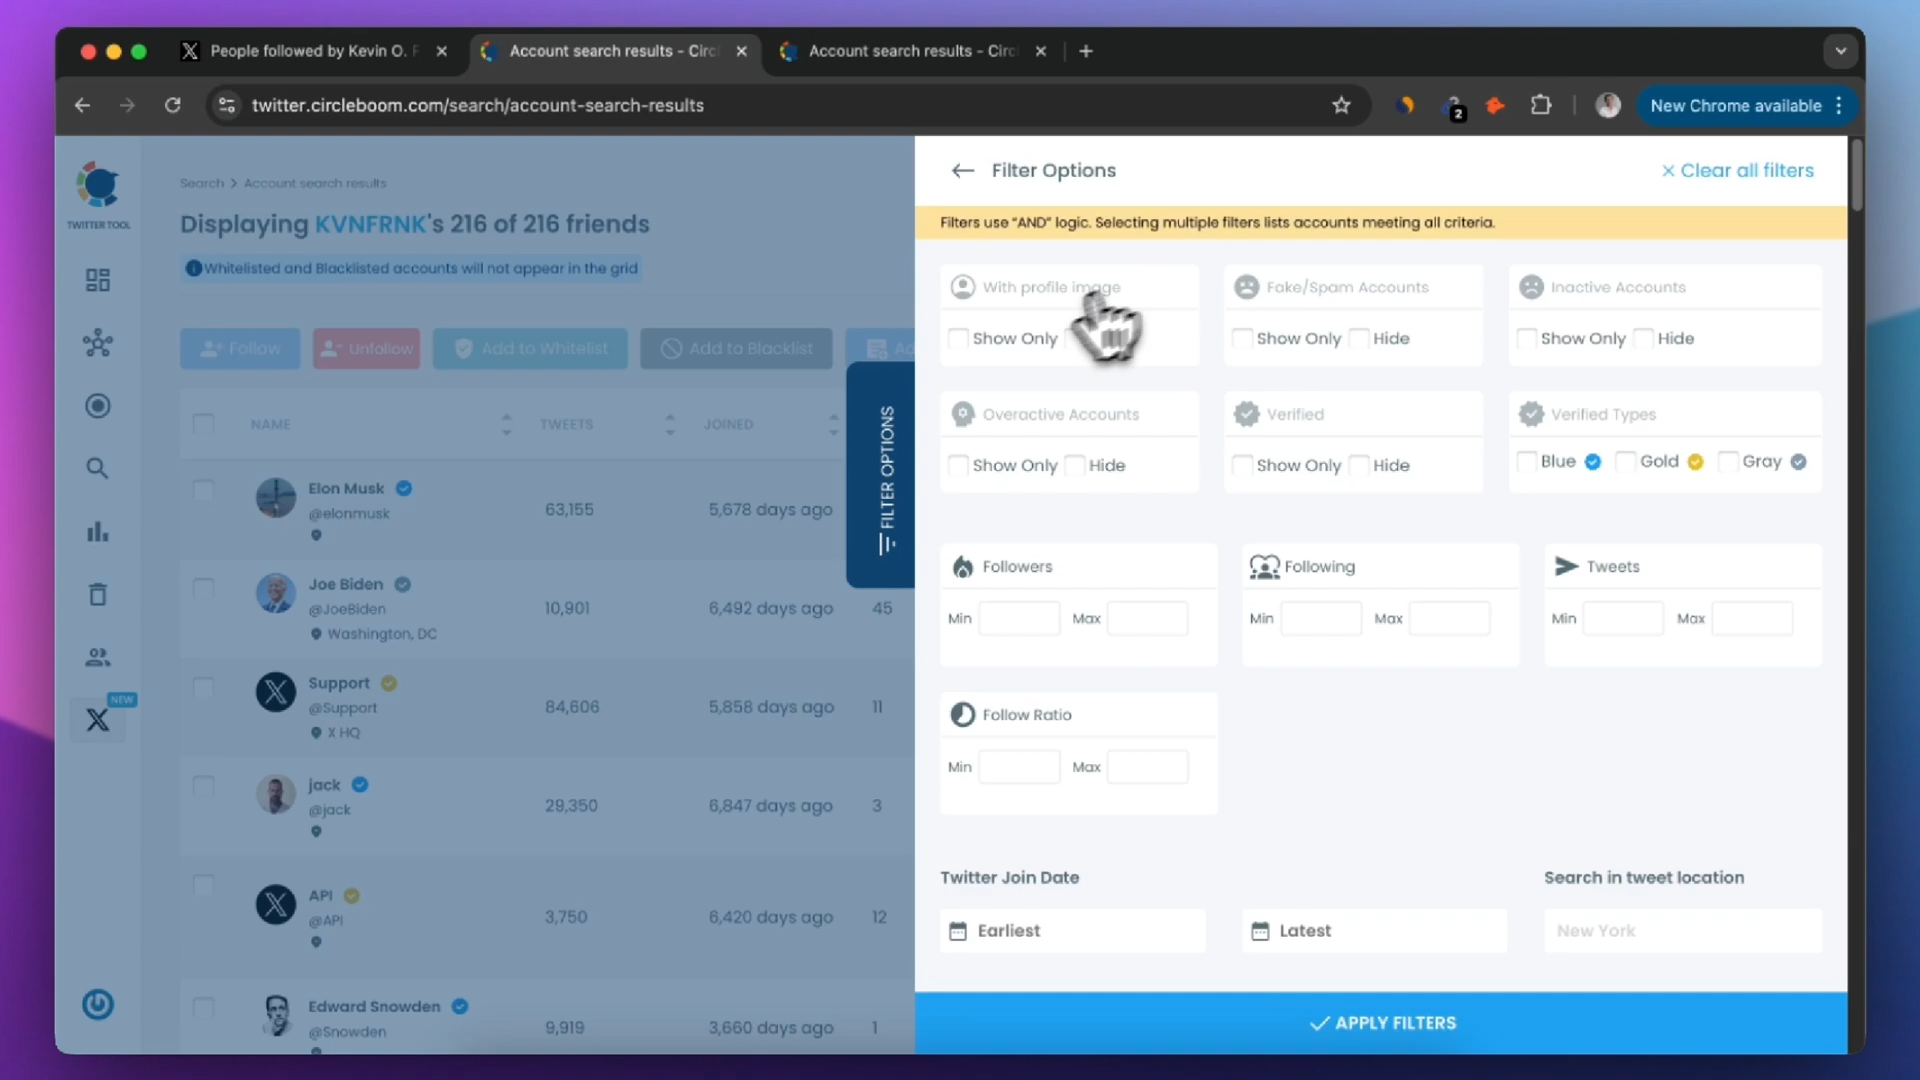 People followed by Kevin O. F
Account search results - Circ
Account search results - Circ
twitter.circleboom.com/search/account-search-results
2
New Chrome available
TWITTER TOOL
NEW
Search > Account search results
Displaying KVNFRNK's 216 of 216 friends
Whitelisted and Blacklisted accounts will not appear in the grid
Follow
Unfollow
Add to Whitelist
Add to Blacklist
NAME
TWEETS
JOINED
Elon Musk
@elonmusk
63,155
5,678 days ago
Joe Biden
@JoeBiden
Washington, DC
10,901
6,492 days ago
45
Support
@Support
X HQ
84,606
5,858 days ago
11
jack
@jack
29,350
6,847 days ago
3
API
@API
3,750
6,420 days ago
12
Edward Snowden
@Snowden
9,919
3,660 days ago
1
FILTER OPTIONS
Filter Options
Clear all filters
Filters use "AND" logic. Selecting multiple filters lists accounts meeting all criteria.
With profile image
Show Only
Fake/Spam Accounts
Show Only Hide
Inactive Accounts
Show Only Hide
Overactive Accounts
Show Only Hide
Verified
Show Only Hide
Verified Types
Blue Gold Gray
Followers
Min Max
Following
Min Max
Tweets
Min Max
Follow Ratio
Min Max
Twitter Join Date
Earliest
Latest
Search in tweet location
New York
APPLY FILTERS